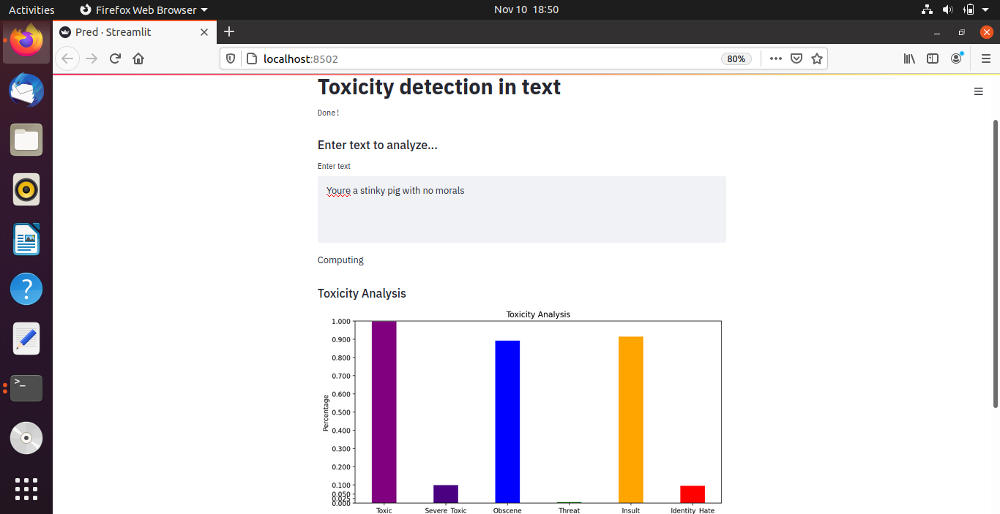 Activities
Firefox Web Browser
Nov 10 18:50
Pred · Streamlit
localhost:8502
80%
Toxicity detection in text
Done!
Enter text to analyze...
Enter text
Youre a stinky pig with no morals
Computing
Toxicity Analysis
Toxicity Analysis
1.000
0.900
0.800
0.700
0.600
0.500
0.400
0.300
0.200
0.100
0.050
0.025
0.000
Percentage
Toxic
Severe Toxic
Obscene
Threat
Insult
Identity Hate